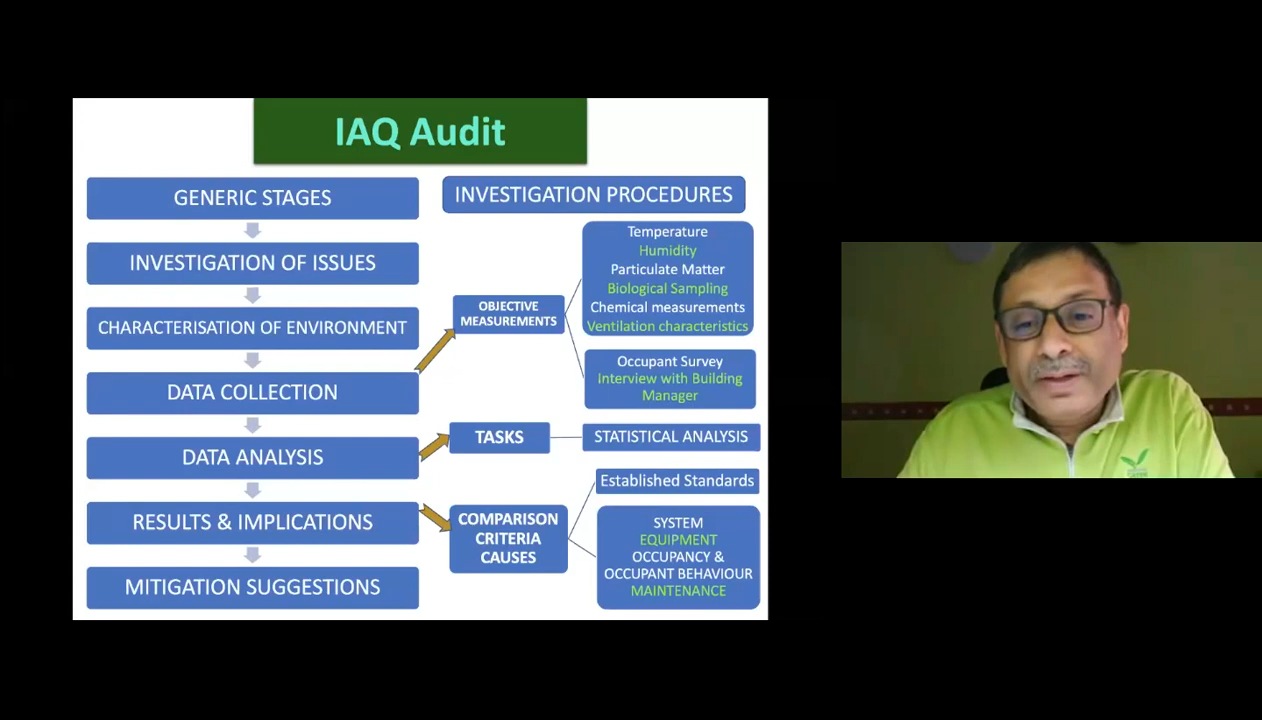 IAQ Audit
GENERIC STAGES
INVESTIGATION OF ISSUES
CHARACTERISATION OF ENVIRONMENT
DATA COLLECTION
DATA ANALYSIS
RESULTS & IMPLICATIONS
MITIGATION SUGGESTIONS
INVESTIGATION PROCEDURES
OBJECTIVE
MEASUREMENTS
Temperature
Humidity
Particulate Matter
Biological Sampling
Chemical measurements
Ventilation characteristics
Occupant Survey
Interview with Building
Manager
TASKS
STATISTICAL ANALYSIS
COMPARISON
CRITERIA
CAUSES
Established Standards
SYSTEM
EQUIPMENT
OCCUPANCY &
OCCUPANT BEHAVIOUR
MAINTENANCE